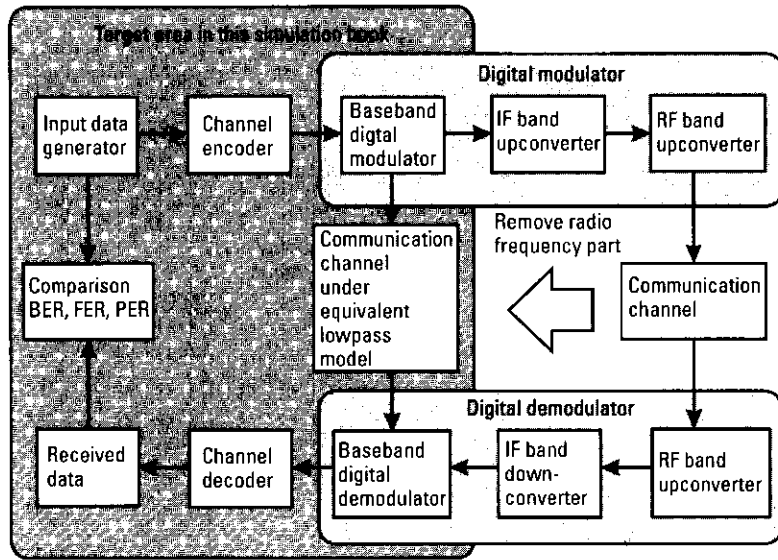 Target area in this simulation book
Digital modulator
Input data
generator
Channel
encoder
Baseband
digtal
modulator
IF band
upconverter
RF band
upconverter
Remove radio
frequency part
Communication
channel
under
equivalent
lowpass
model
Comparison
BER, FER, PER
Communication
channel
Digital demodulator
Received
data
Channel
decoder
Baseband
digital
demodulator
IF band
down-
converter
RF band
upconverter